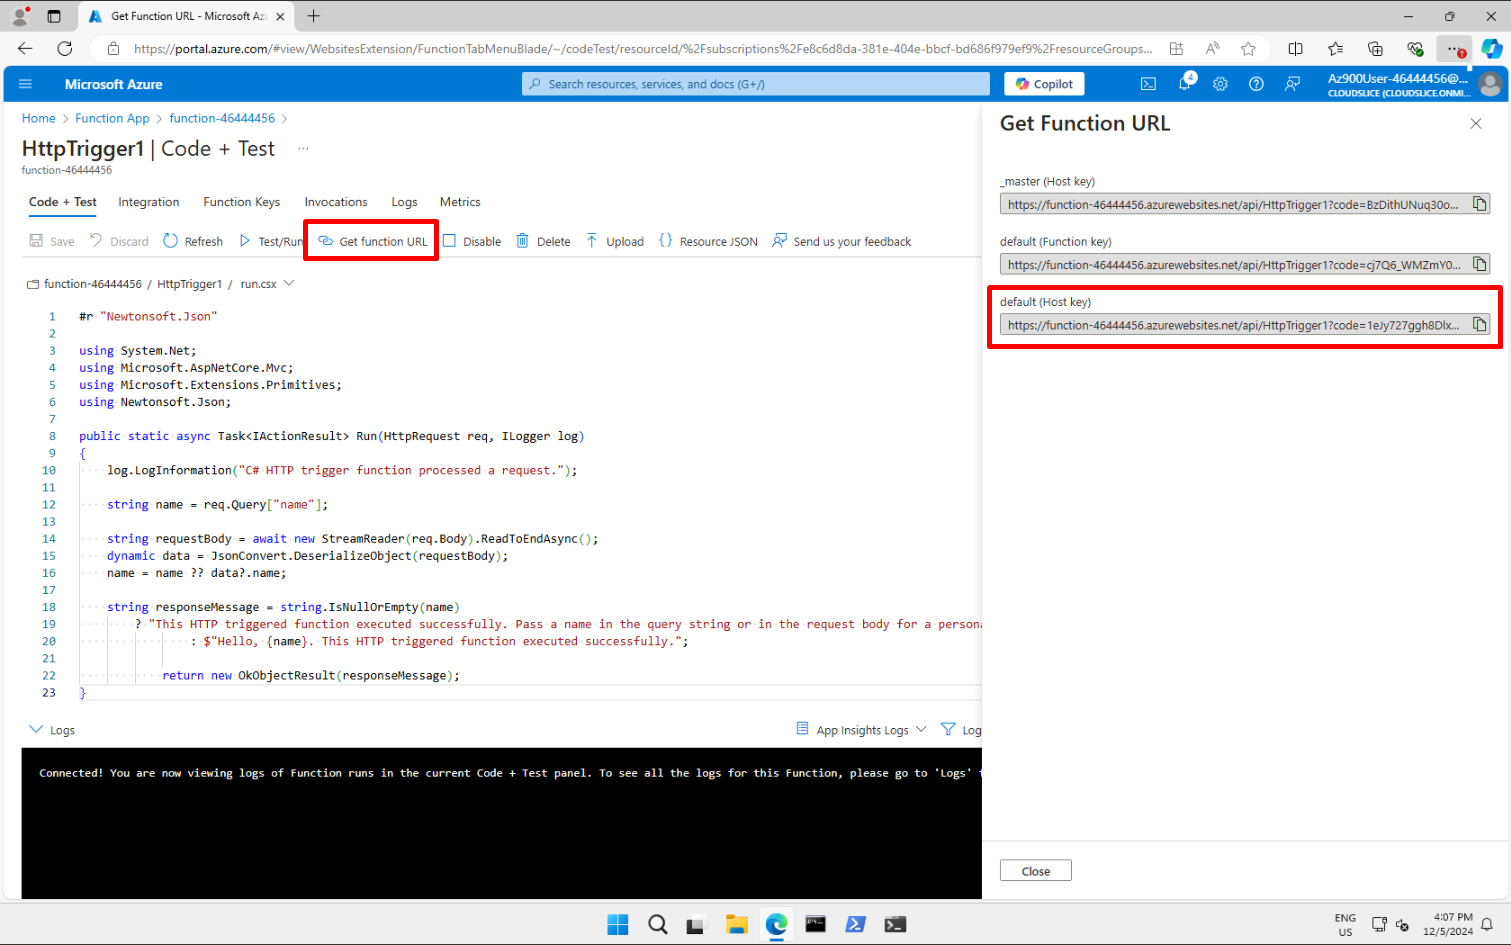 Get Function URL - Microsoft Az
https://portal.azure.com/#view/WebsitesExtension/FunctionTabMenuBlade/~/codeTest/resourceId/%2Fsubscriptions%2Fe8c6d8da-381e-404e-bbcf-bd686f979ef9%2FresourceGroups...
Microsoft Azure
Search resources, services, and docs (G+/)
Copilot
4
Az900User-46444456@...
CLOUDSLICE (CLOUDSLICE.ONMI...
Home > Function App > function-46444456 >
HttpTrigger1 | Code + Test ...
function-46444456
Code + Test Integration Function Keys Invocations Logs Metrics
Save Discard Refresh Test/Run Get function URL Disable Delete Upload {} Resource JSON Send us your feedback
function-46444456 / HttpTrigger1 / run.csx
1 #r "Newtonsoft.Json"
2
3 using System.Net;
4 using Microsoft.AspNetCore.Mvc;
5 using Microsoft.Extensions.Primitives;
6 using Newtonsoft.Json;
7
8 public static async Task<IActionResult> Run(HttpRequest req, ILogger log)
9 {
10 log.LogInformation("C# HTTP trigger function processed a request.");
11
12 string name = req.Query["name"];
13
14 string requestBody = await new StreamReader(req.Body).ReadToEndAsync();
15 dynamic data = JsonConvert.DeserializeObject(requestBody);
16 name = name ?? data?.name;
17
18 string responseMessage = string.IsNullOrEmpty(name)
19 ? "This HTTP triggered function executed successfully. Pass a name in the query string or in the request body for a persona
20 : $"Hello, {name}. This HTTP triggered function executed successfully.";
21
22 return new OkObjectResult(responseMessage);
23 }
Logs
App Insights Logs
Log
Connected! You are now viewing logs of Function runs in the current Code + Test panel. To see all the logs for this Function, please go to 'Logs'
Get Function URL
_master (Host key)
https://function-46444456.azurewebsites.net/api/HttpTrigger1?code=BzDithUNuq30o...
default (Function key)
https://function-46444456.azurewebsites.net/api/HttpTrigger1?code=cj7Q6_WMZmY0...
default (Host key)
https://function-46444456.azurewebsites.net/api/HttpTrigger1?code=1eJy727ggh8Dlx...
Close
ENG
US
4:07 PM
12/5/2024